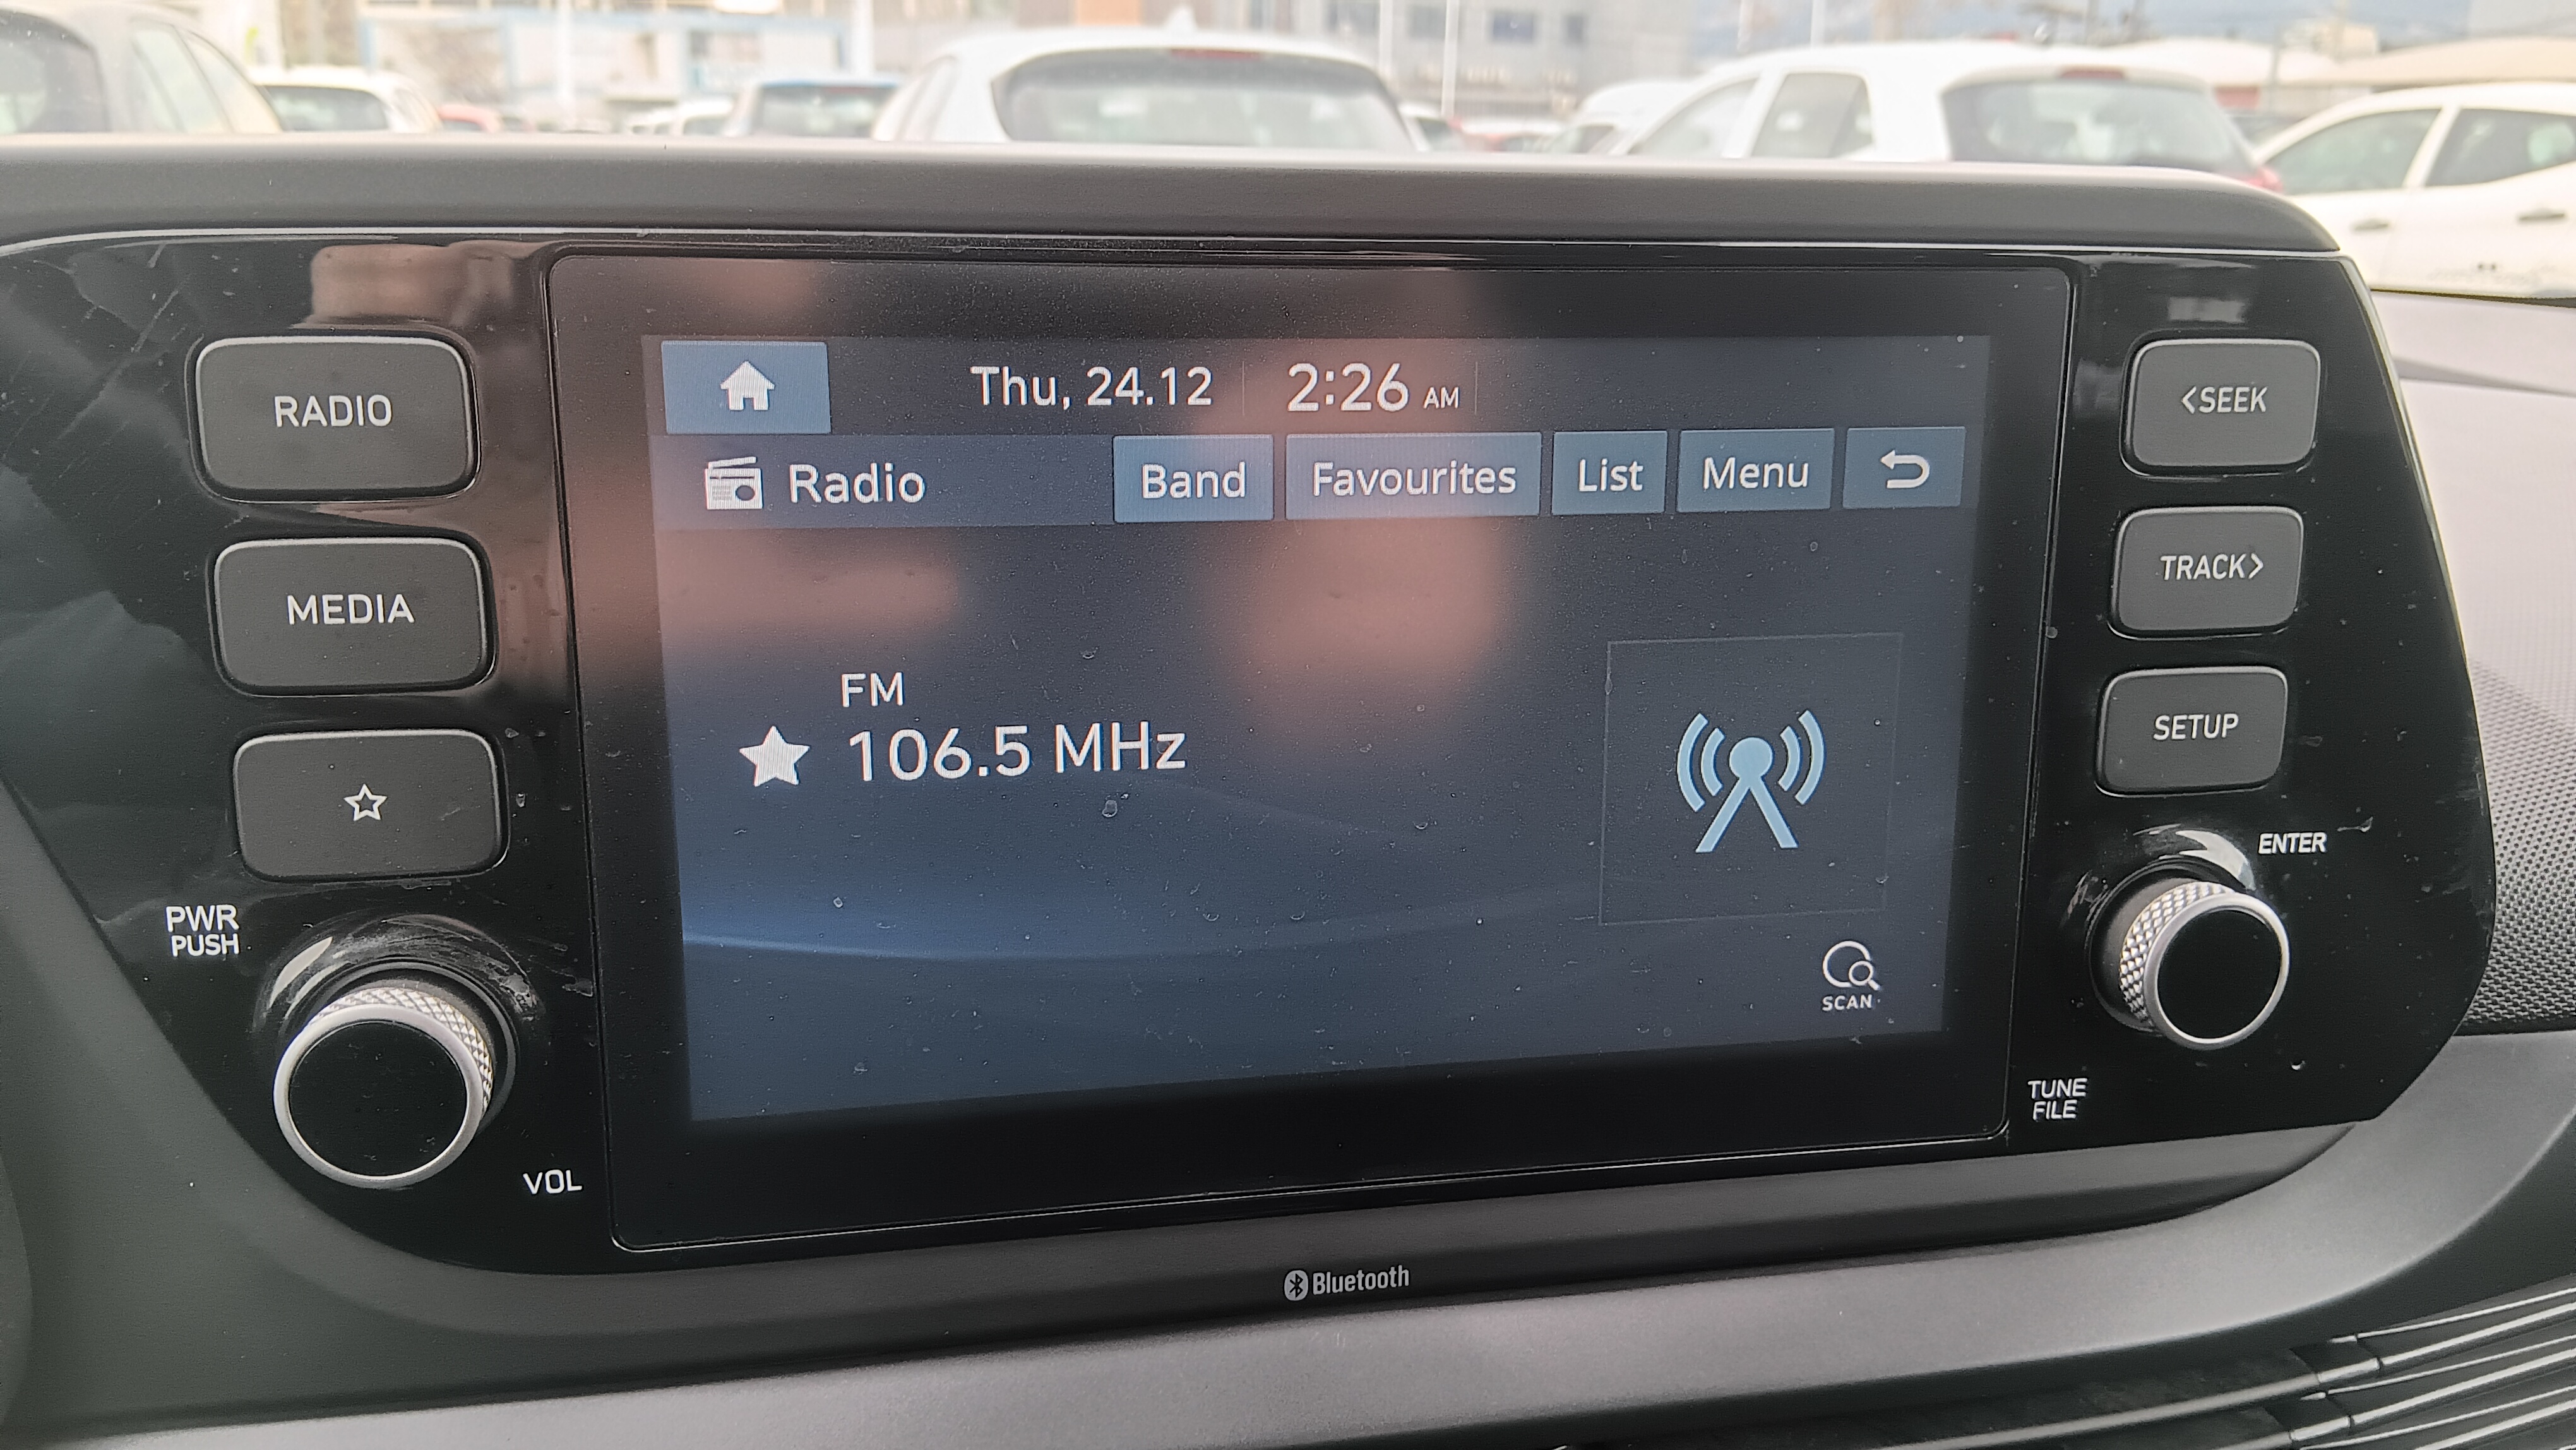 RADIO
MEDIA
PWR
PUSH
VOL
Thu, 24.12 2:26 AM
Radio Band Favourites List Menu
FM
106.5 MHz
SCAN
<SEEK
TRACK>
SETUP
ENTER
TUNE
FILE
Bluetooth